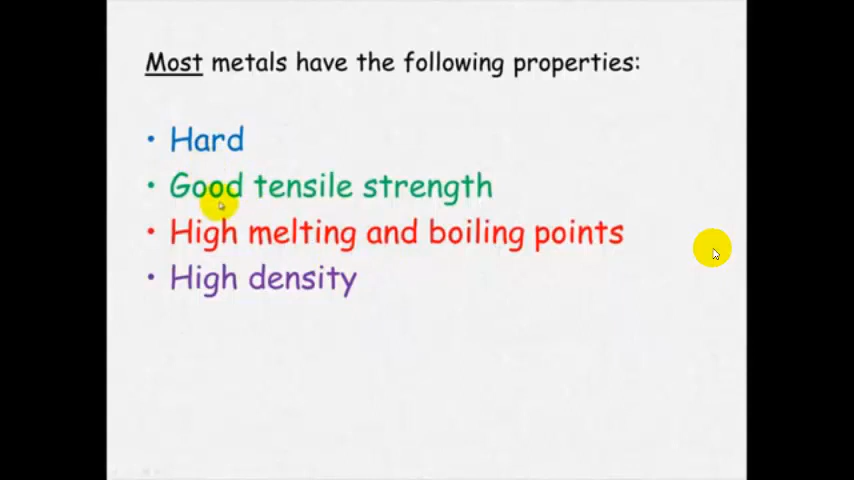 Most metals have the following properties:
• Hard
• Good tensile strength
• High melting and boiling points
• High density